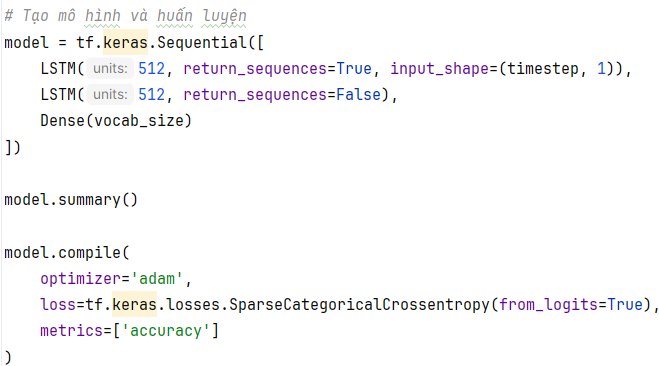 # Tạo mô hình và huấn luyện
model = tf.keras.Sequential([
    LSTM( units: 512, return_sequences=True, input_shape=(timestep, 1)),
    LSTM( units: 512, return_sequences=False),
    Dense(vocab_size)
])

model.summary()

model.compile(
    optimizer='adam',
    loss=tf.keras.losses.SparseCategoricalCrossentropy(from_logits=True),
    metrics=['accuracy']
)